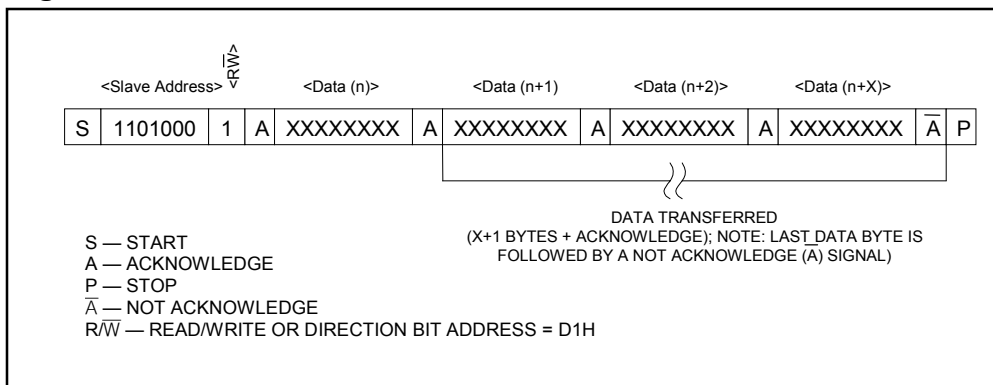 <Slave Address> <RW̅> <Data (n)> <Data (n+1) <Data (n+2)> <Data (n+X)>
S 1101000 1 A XXXXXXXX A XXXXXXXX A XXXXXXXX A XXXXXXXX A̅ P
DATA TRANSFERRED
(X+1 BYTES + ACKNOWLEDGE); NOTE: LAST DATA BYTE IS
FOLLOWED BY A NOT ACKNOWLEDGE (A̅) SIGNAL)
S — START
A — ACKNOWLEDGE
P — STOP
A̅ — NOT ACKNOWLEDGE
R/W̅ — READ/WRITE OR DIRECTION BIT ADDRESS = D1H